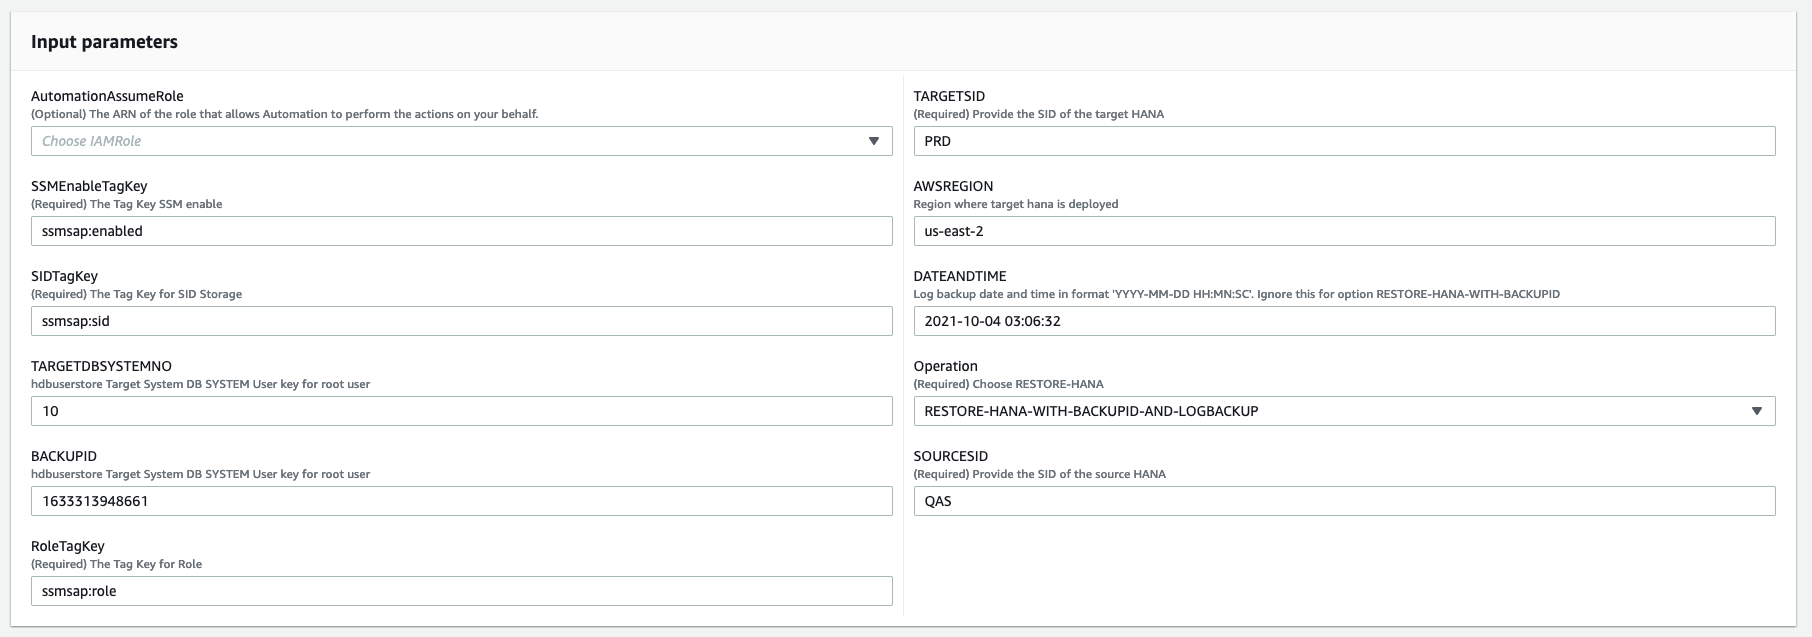 Input parameters
AutomationAssumeRole
(Optional) The ARN of the role that allows Automation to perform the actions on your behalf.
Choose IAMRole
SSMEnableTagKey
(Required) The Tag Key SSM enable
ssmsap:enabled
SIDTagKey
(Required) The Tag Key for SID Storage
ssmsap:sid
TARGETDBSYSTEMNO
hdbuserstore Target System DB SYSTEM User key for root user
10
BACKUPID
hdbuserstore Target System DB SYSTEM User key for root user
1633313948661
RoleTagKey
(Required) The Tag Key for Role
ssmsap:role
TARGETSID
(Required) Provide the SID of the target HANA
PRD
AWSREGION
Region where target hana is deployed
us-east-2
DATEANDTIME
Log backup date and time in format 'YYYY-MM-DD HH:MN:SC'. Ignore this for option RESTORE-HANA-WITH-BACKUPID
2021-10-04 03:06:32
Operation
(Required) Choose RESTORE-HANA
RESTORE-HANA-WITH-BACKUPID-AND-LOGBACKUP
SOURCESID
(Required) Provide the SID of the source HANA
QAS